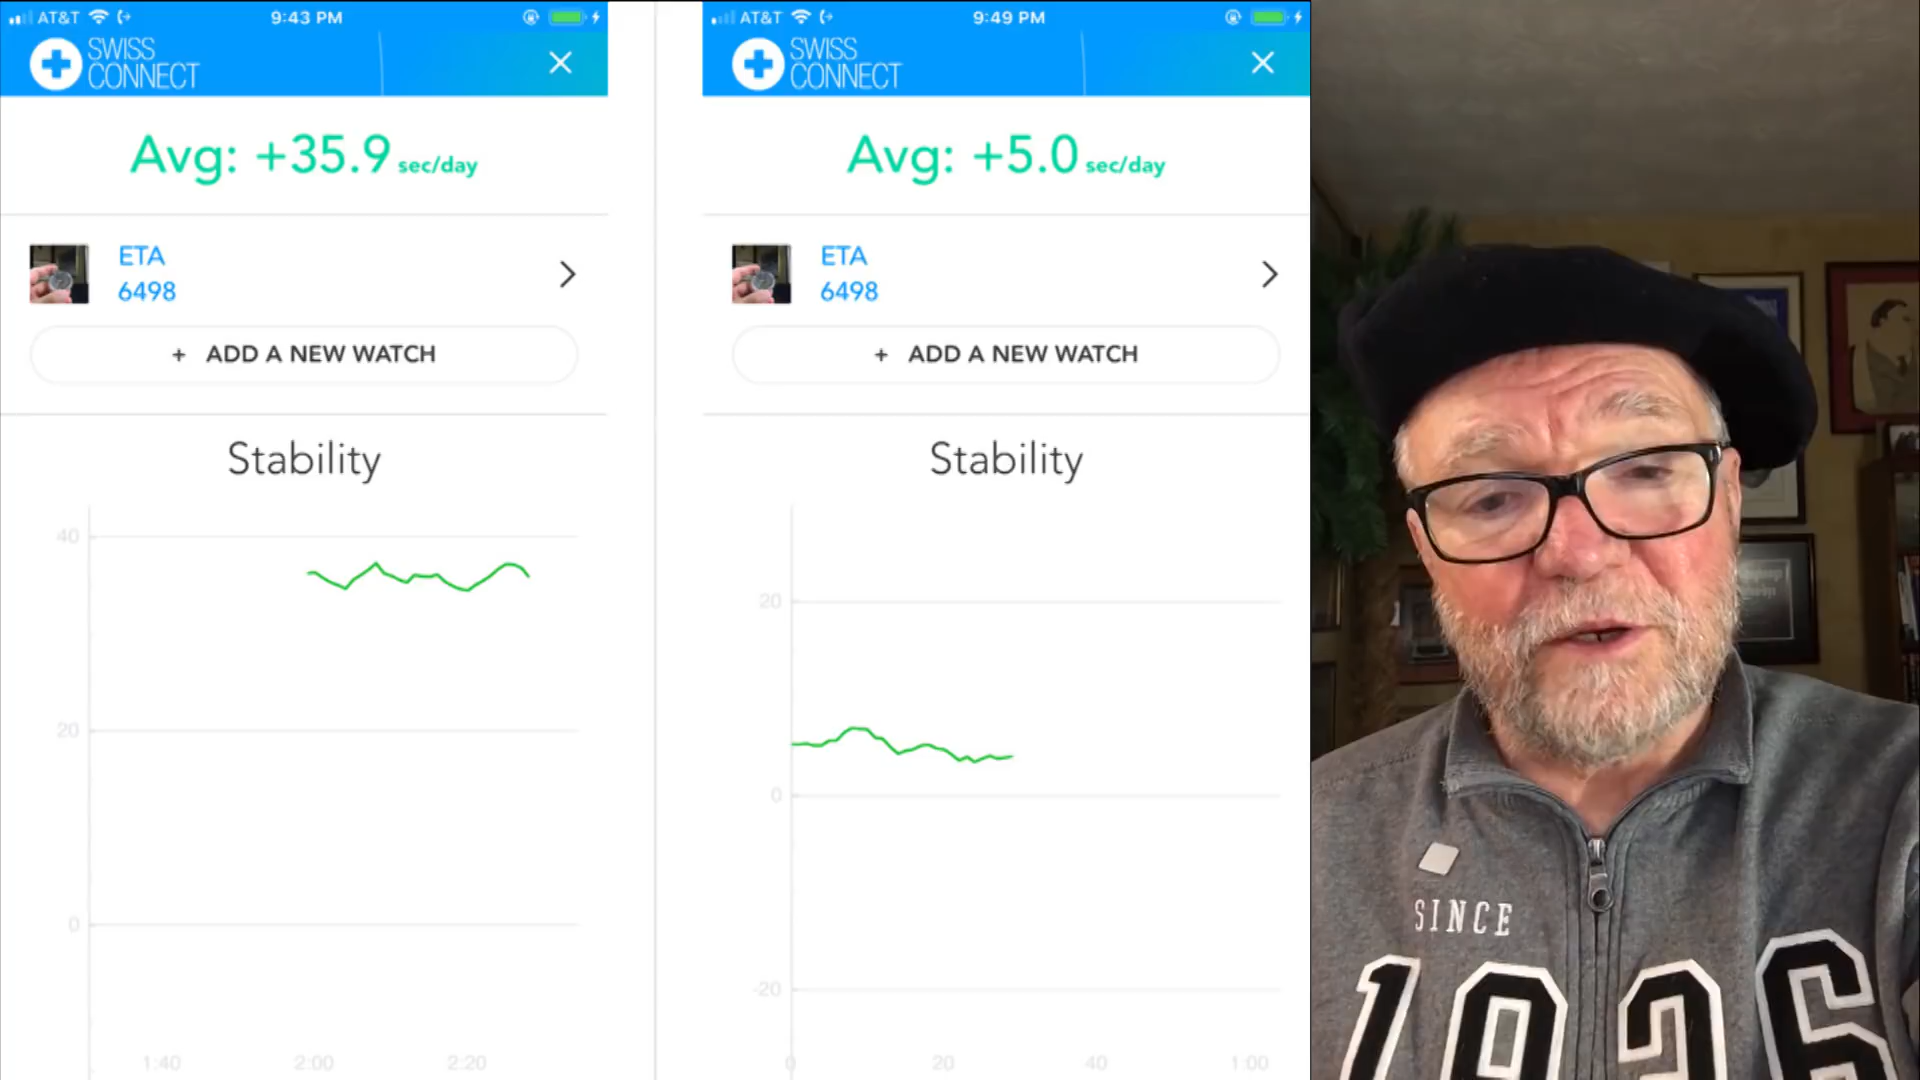 AT&T 9:43 PM
SWISS
CONNECT
Avg: +35.9 sec/day
ETA
6498
+ ADD A NEW WATCH
Stability
40
20
0
1:40 2:00 2:20
AT&T 9:49 PM
SWISS
CONNECT
Avg: +5.0 sec/day
ETA
6498
+ ADD A NEW WATCH
Stability
20
0
-20
0 20 40 1:00
SINCE
1926